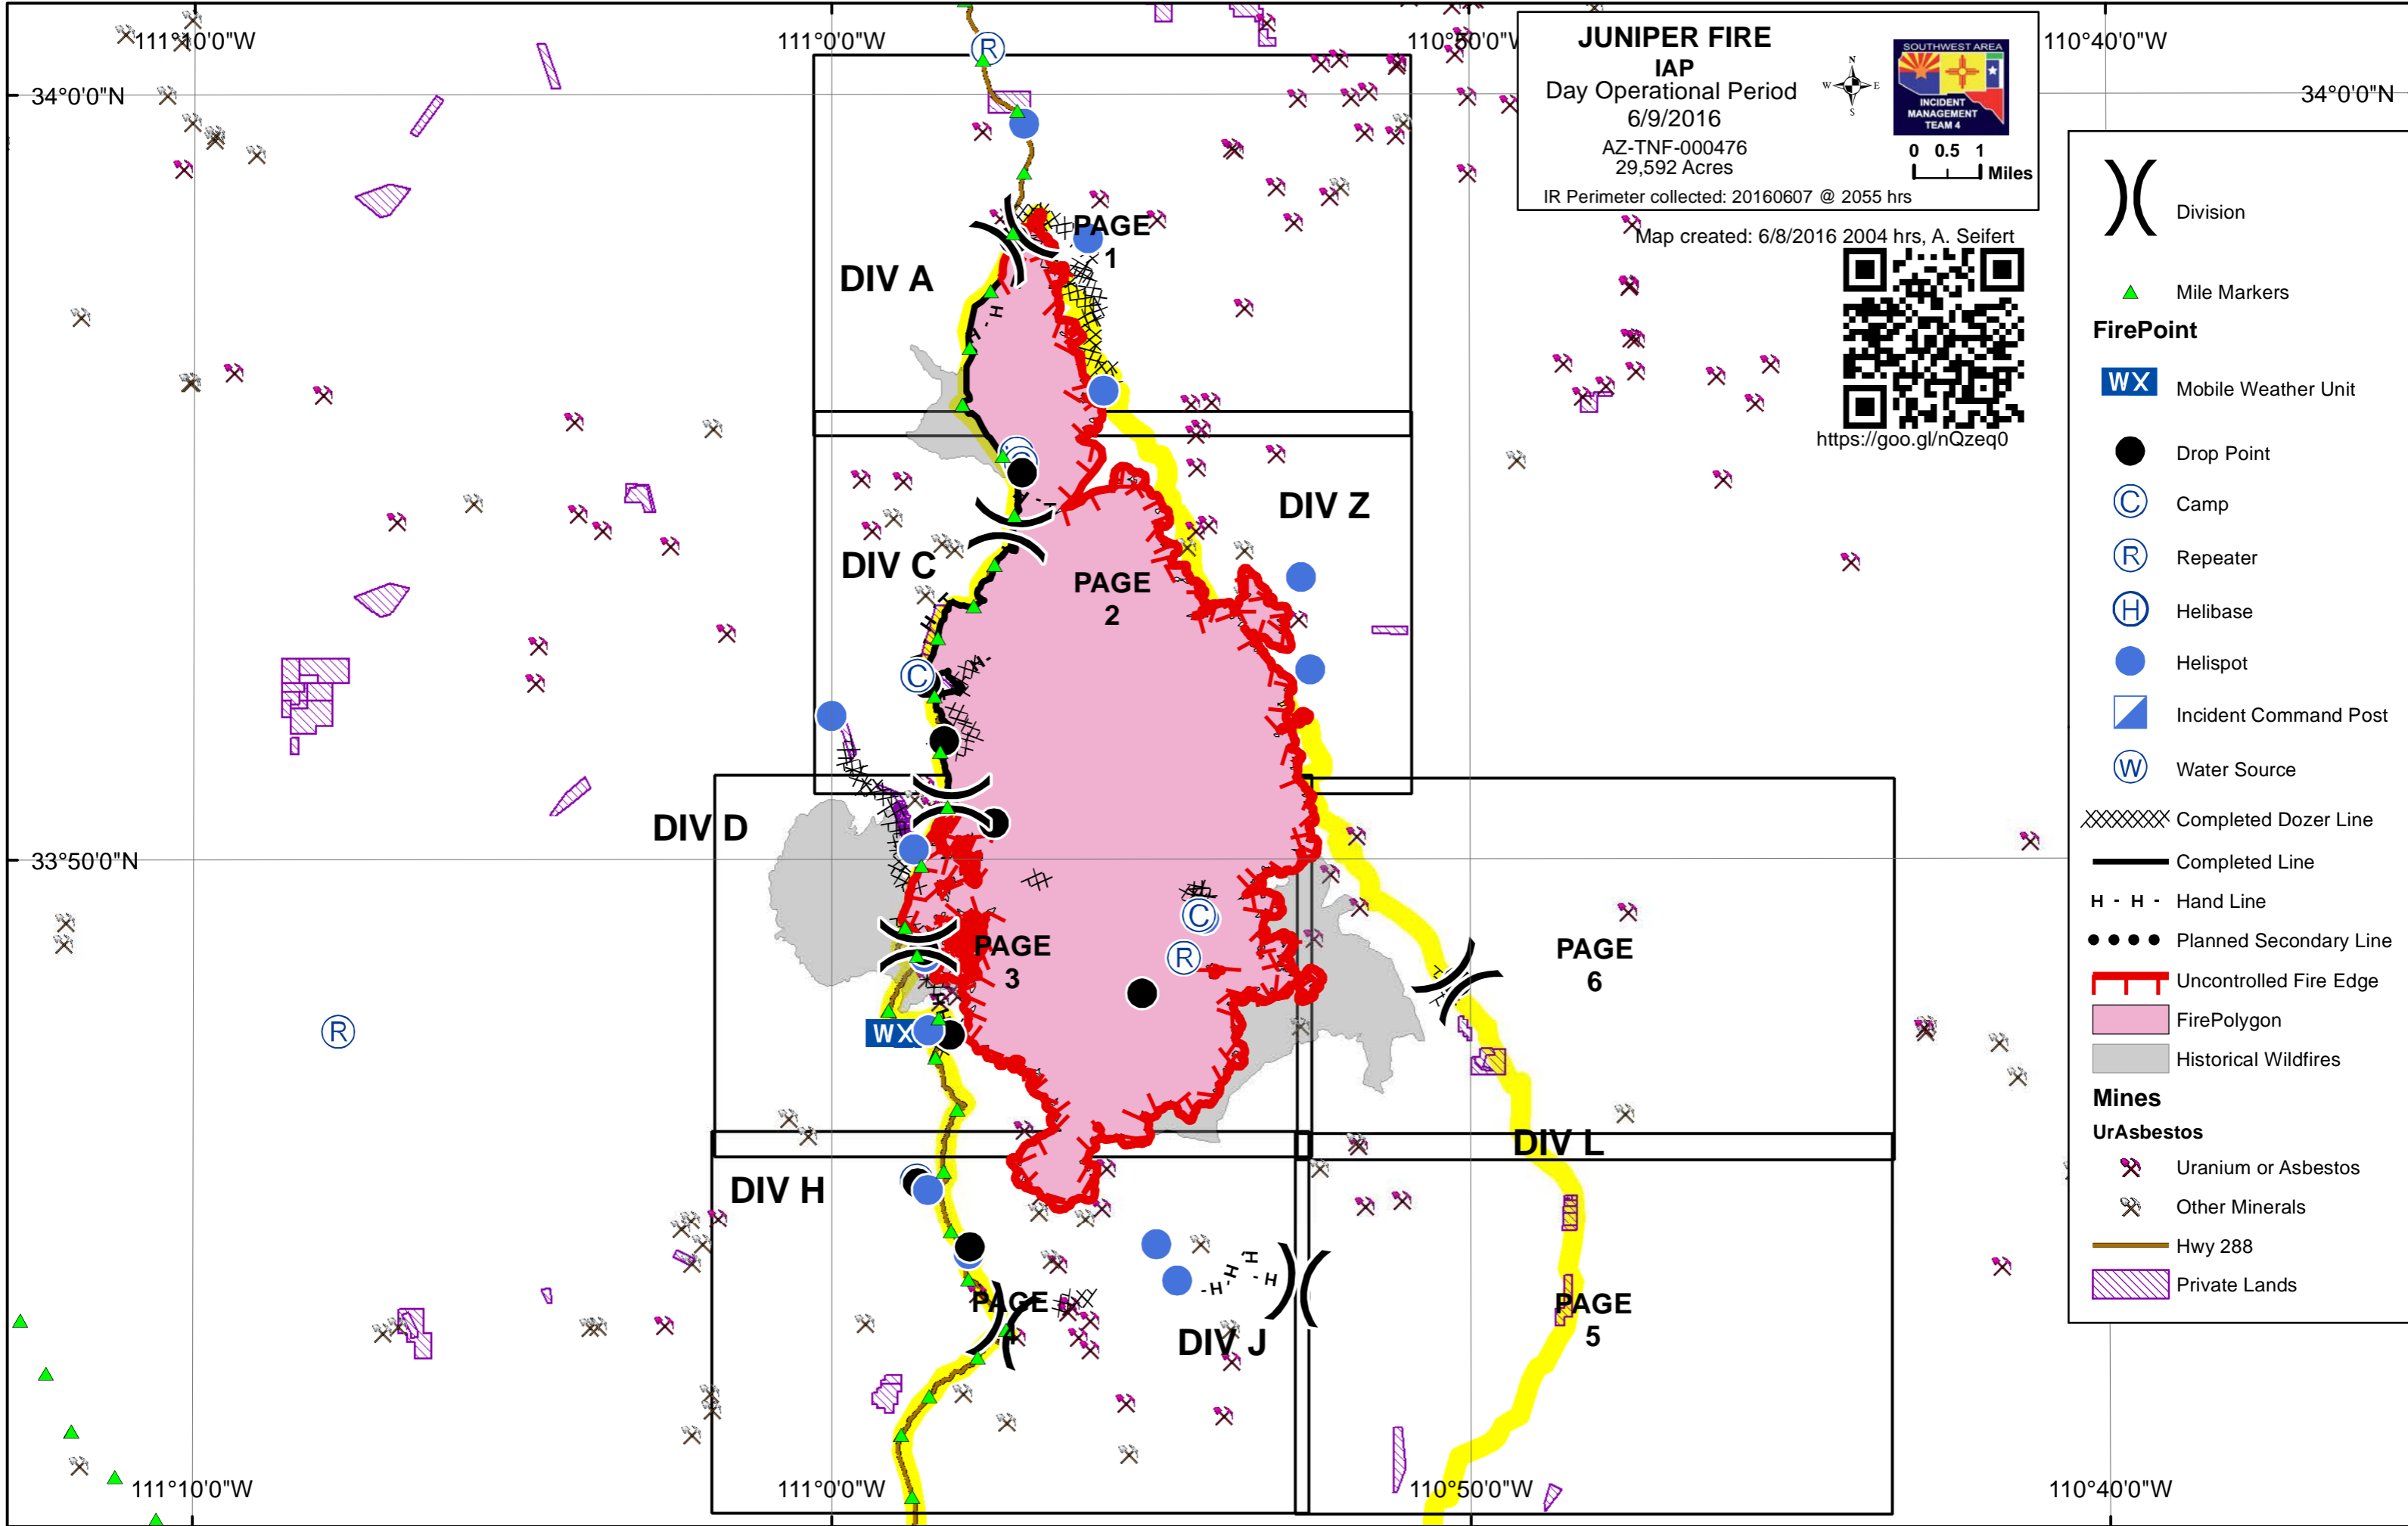 111°10'0"W
111°0'0"W
110°50'0"W
110°40'0"W
34°0'0"N
34°0'0"N
JUNIPER FIRE
IAP
Day Operational Period
6/9/2016
AZ-TNF-000476
29,592 Acres
IR Perimeter collected: 20160607 @ 2055 hrs
N
W
E
S
SOUTHWEST AREA
INCIDENT
MANAGEMENT
TEAM 4
0 0.5 1
Miles
Map created: 6/8/2016 2004 hrs, A. Seifert
https://goo.gl/nQzeq0
Division
Mile Markers
FirePoint
WX Mobile Weather Unit
Drop Point
C Camp
R Repeater
H Helibase
Helispot
Incident Command Post
W Water Source
Completed Dozer Line
Completed Line
H - H - Hand Line
Planned Secondary Line
Uncontrolled Fire Edge
FirePolygon
Historical Wildfires
Mines
UrAsbestos
Uranium or Asbestos
Other Minerals
Hwy 288
Private Lands
R
PAGE
1
DIV A
H - H
DIV Z
DIV C
PAGE
2
C
DIV D
33°50'0"N
C
R
PAGE
3
PAGE
6
R
WX
DIV L
DIV H
- H - H - H - H
PAGE
DIV J
PAGE
5
111°10'0"W
111°0'0"W
110°50'0"W
110°40'0"W